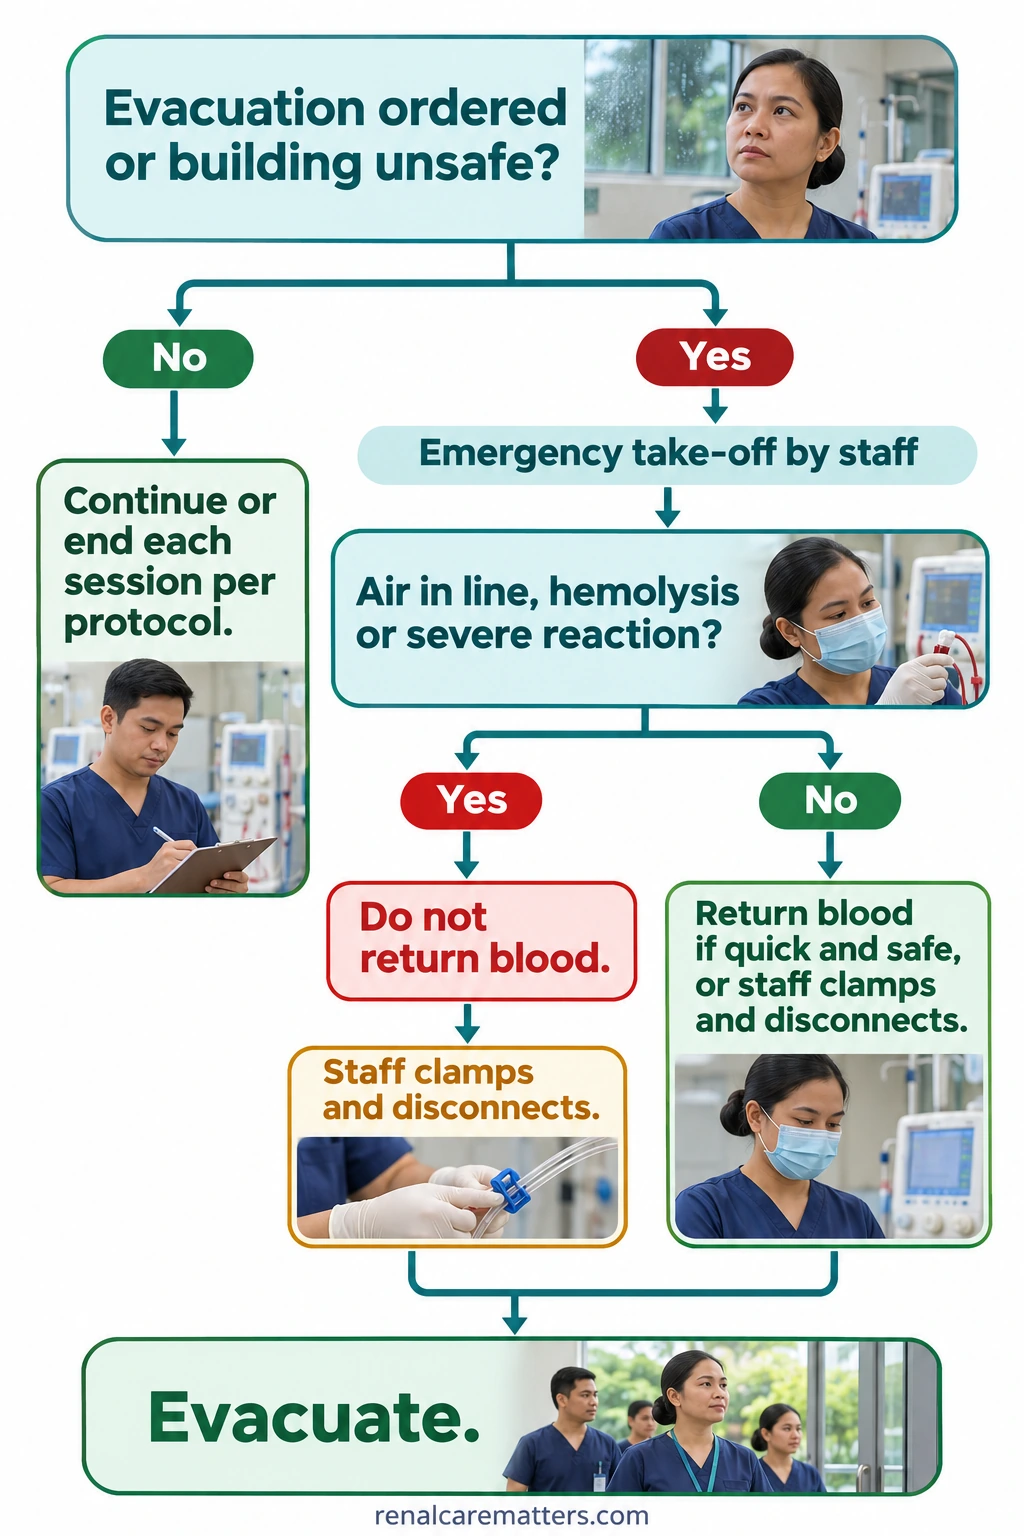 Evacuation ordered
or building unsafe?
No
Yes
Continue or
end each
session per
protocol.
Emergency take-off by staff
Air in line, hemolysis
or severe reaction?
Yes
No
Do not
return blood.
Return blood
if quick and safe,
or staff clamps
and disconnects.
Staff clamps
and disconnects.
Evacuate.
renalcarematters.com